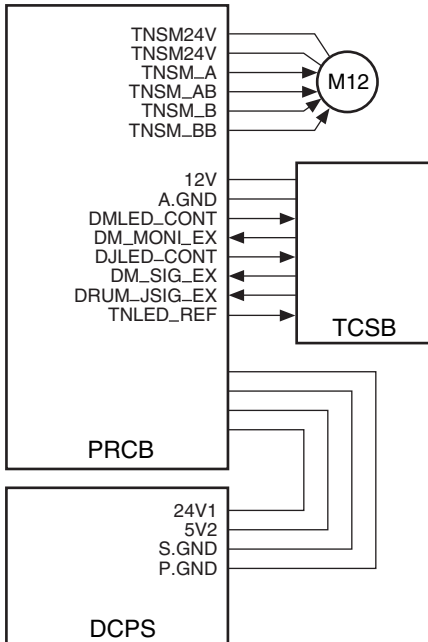 TNSM24V
TNSM24V
TNSM_A
TNSM_AB
TNSM_B
TNSM_BB
M12
12V
A.GND
DMLED_CONT
DM_MONI_EX
DJLED_CONT
DM_SIG_EX
DRUM_JSIG_EX
TNLED_REF
TCSB
PRCB
24V1
5V2
S.GND
P.GND
DCPS